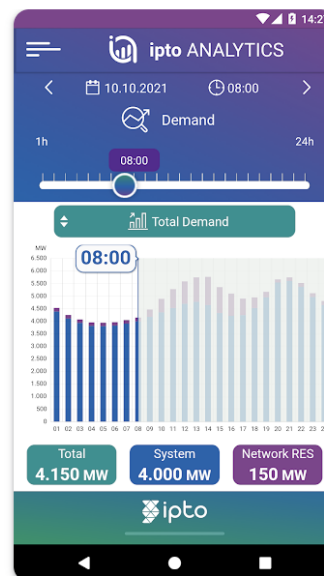 14:2
ipto ANALYTICS
10.10.2021 08:00
Demand
1h 24h
08:00
Total Demand
MW
08:00
6.500
6.000
5.500
5.000
4.500
4.000
3.500
3.000
2.500
2.000
1.500
1.000
500
0
01 02 03 04 05 06 07 08 09 10 11 12 13 14 15 16 17 18 19 20 21 22 23
Total System Network RES
4.150 MW 4.000 MW 150 MW
ipto